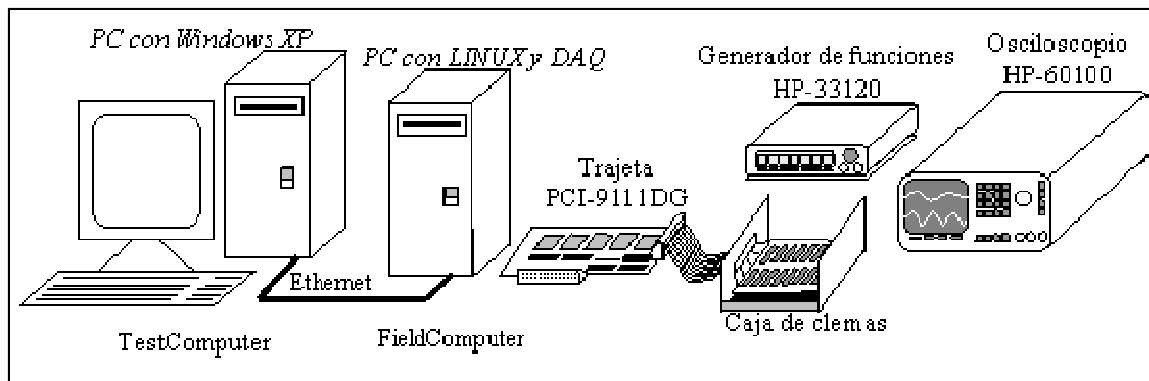 PC con Windows XP
PC con LINUX y DAQ
Generador de funciones
HP-33120
Osciloscopio
HP-60100
Trajeta
PCI-9111DG
Ethernet
TestComputer
FieldComputer
Caja de clemas